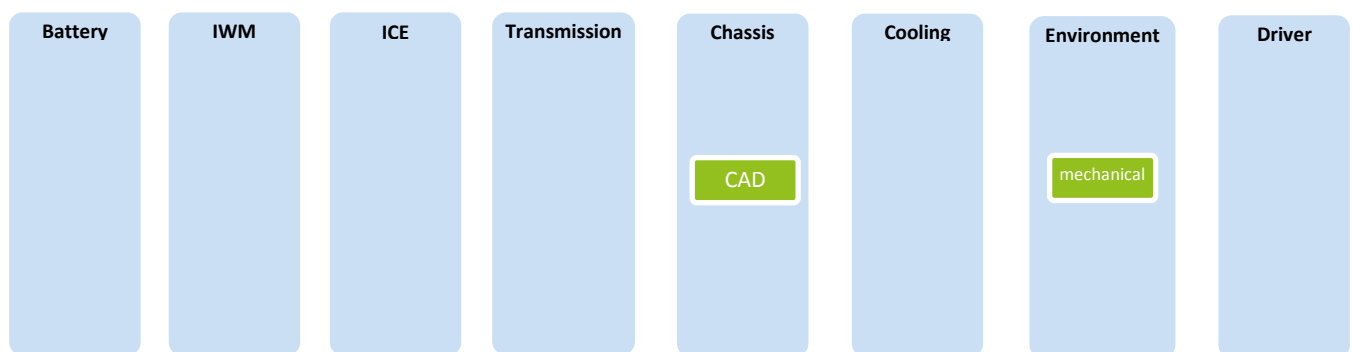 Battery
IWM
ICE
Transmission
Chassis
Cooling
Environment
Driver
CAD
mechanical